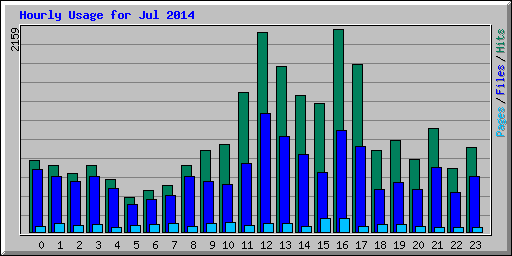 Hourly Usage for Jul 2014
2159
Pages/Files/Hits
0 1 2 3 4 5 6 7 8 9 10 11 12 13 14 15 16 17 18 19 20 21 22 23